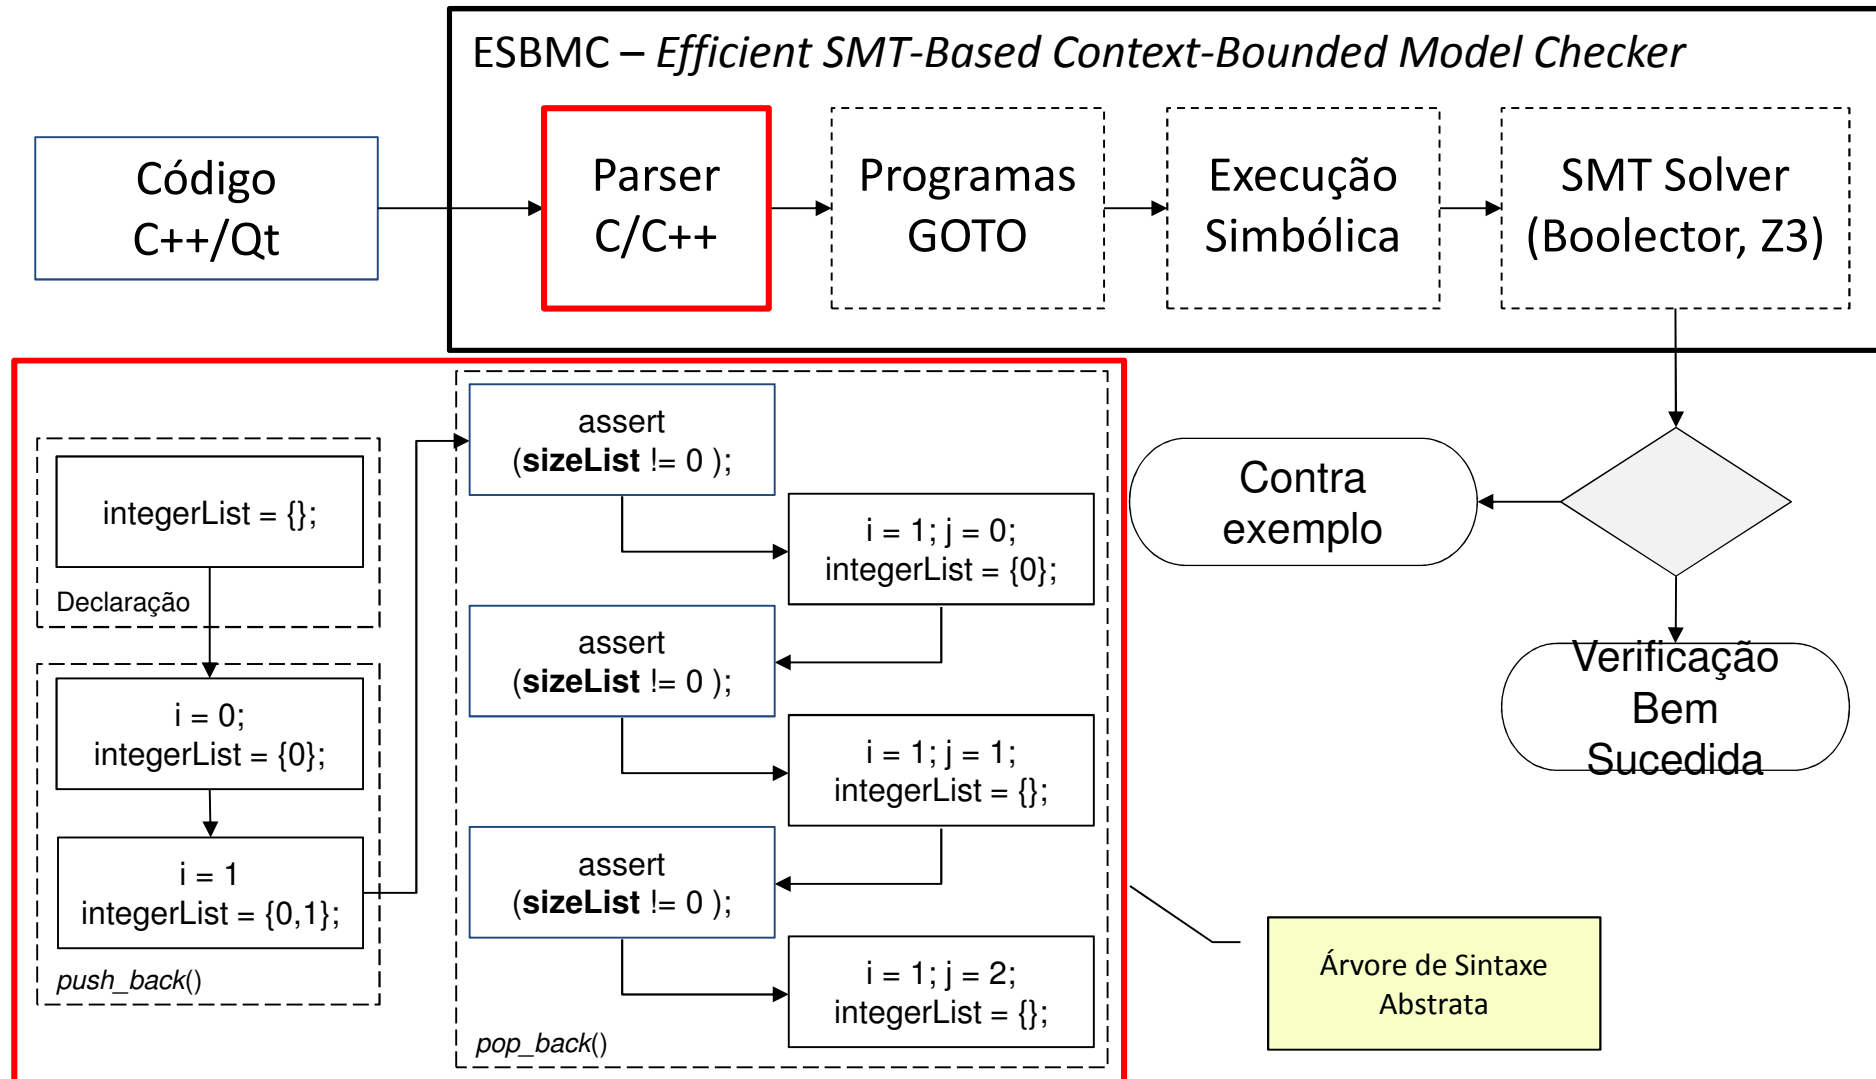 ESBMC – Efficient SMT-Based Context-Bounded Model Checker
Código
C++/Qt
Parser
C/C++
Programas
GOTO
Execução
Simbólica
SMT Solver
(Boolector, Z3)
integerList = {};
Declaração
i = 0;
integerList = {0};
i = 1
integerList = {0,1};
push_back()
assert
(sizeList != 0 );
i = 1; j = 0;
integerList = {0};
assert
(sizeList != 0 );
i = 1; j = 1;
integerList = {};
assert
(sizeList != 0 );
i = 1; j = 2;
integerList = {};
pop_back()
Contra
exemplo
Verificação
Bem
Sucedida
Árvore de Sintaxe
Abstrata